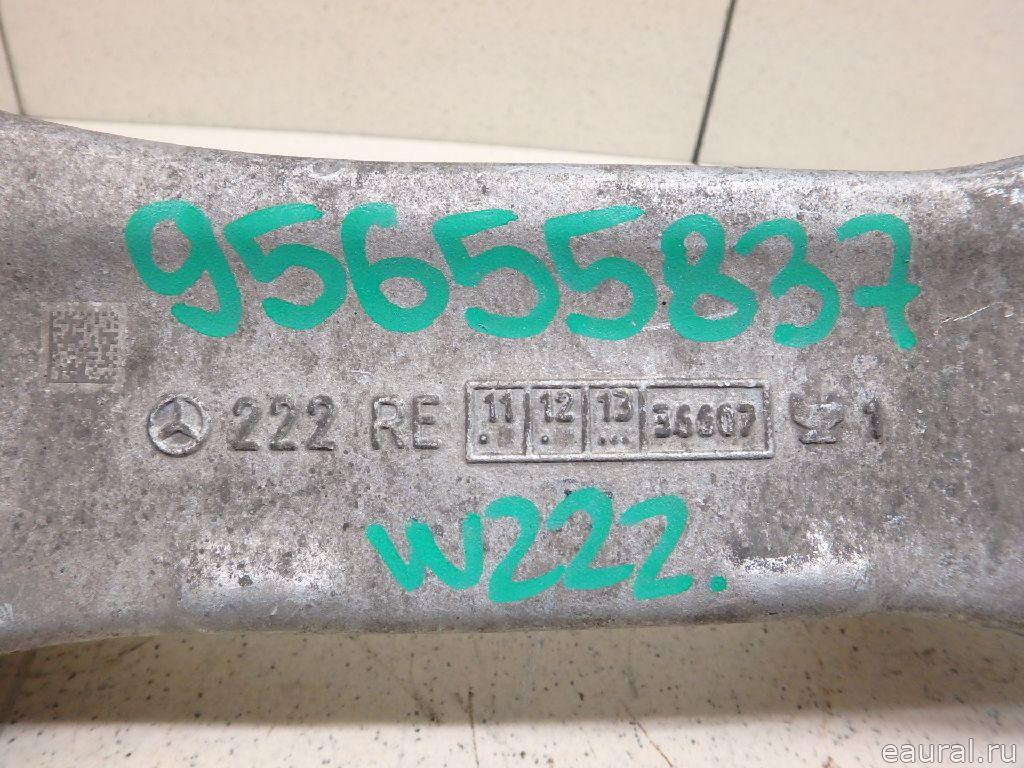 95655837
222 RE 11 12 13 36607 1
W222.
eaural.ru